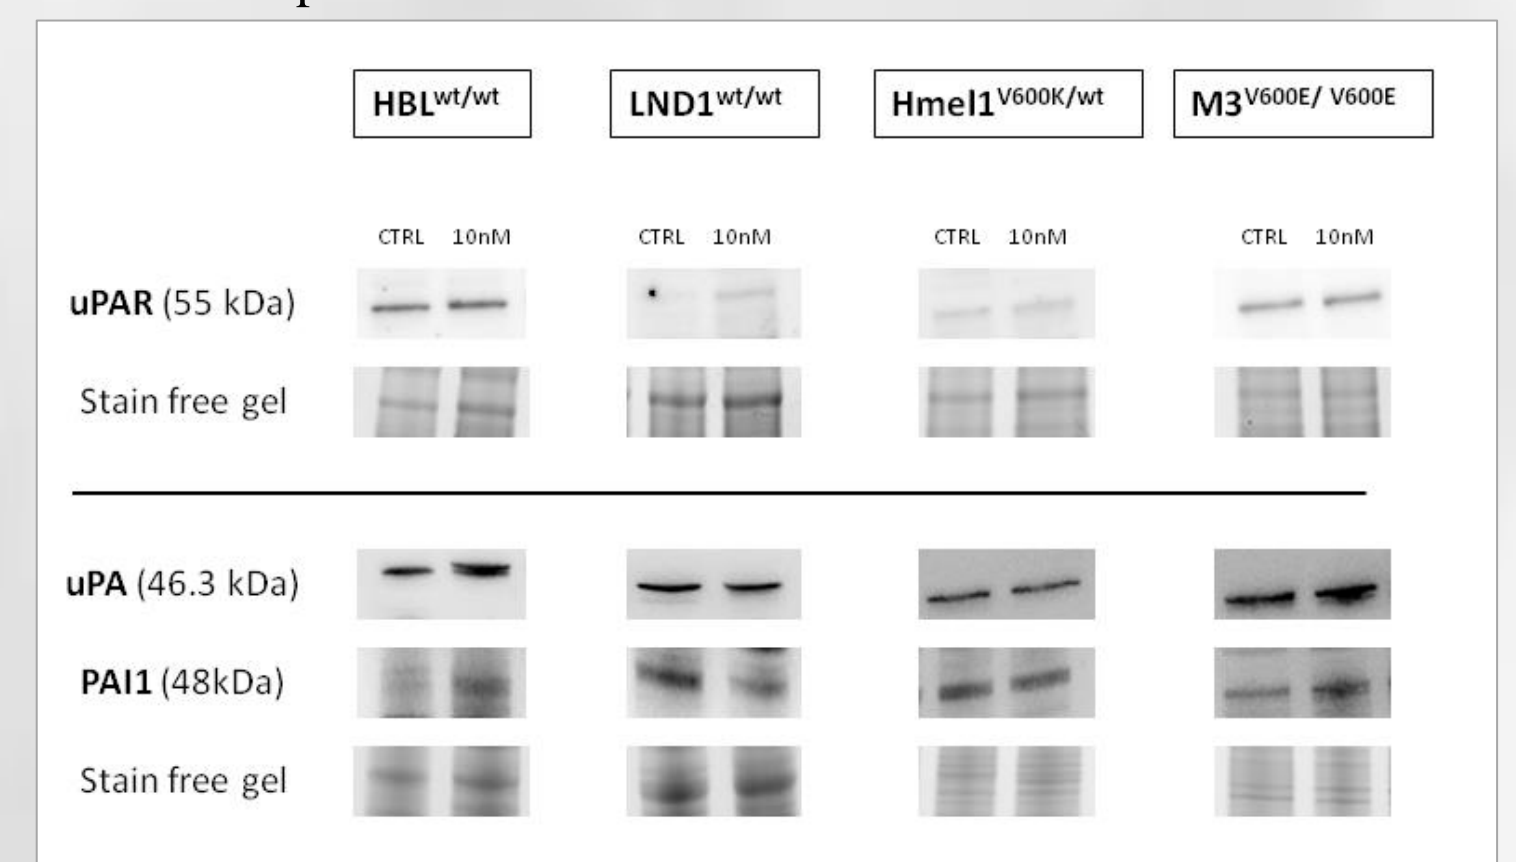 HBLwt/wt LND1wt/wt Hmel1V600K/wt M3V600E/ V600E
CTRL 10nM CTRL 10nM CTRL 10nM CTRL 10nM
uPAR (55 kDa)
Stain free gel
uPA (46.3 kDa)
PAI1 (48kDa)
Stain free gel